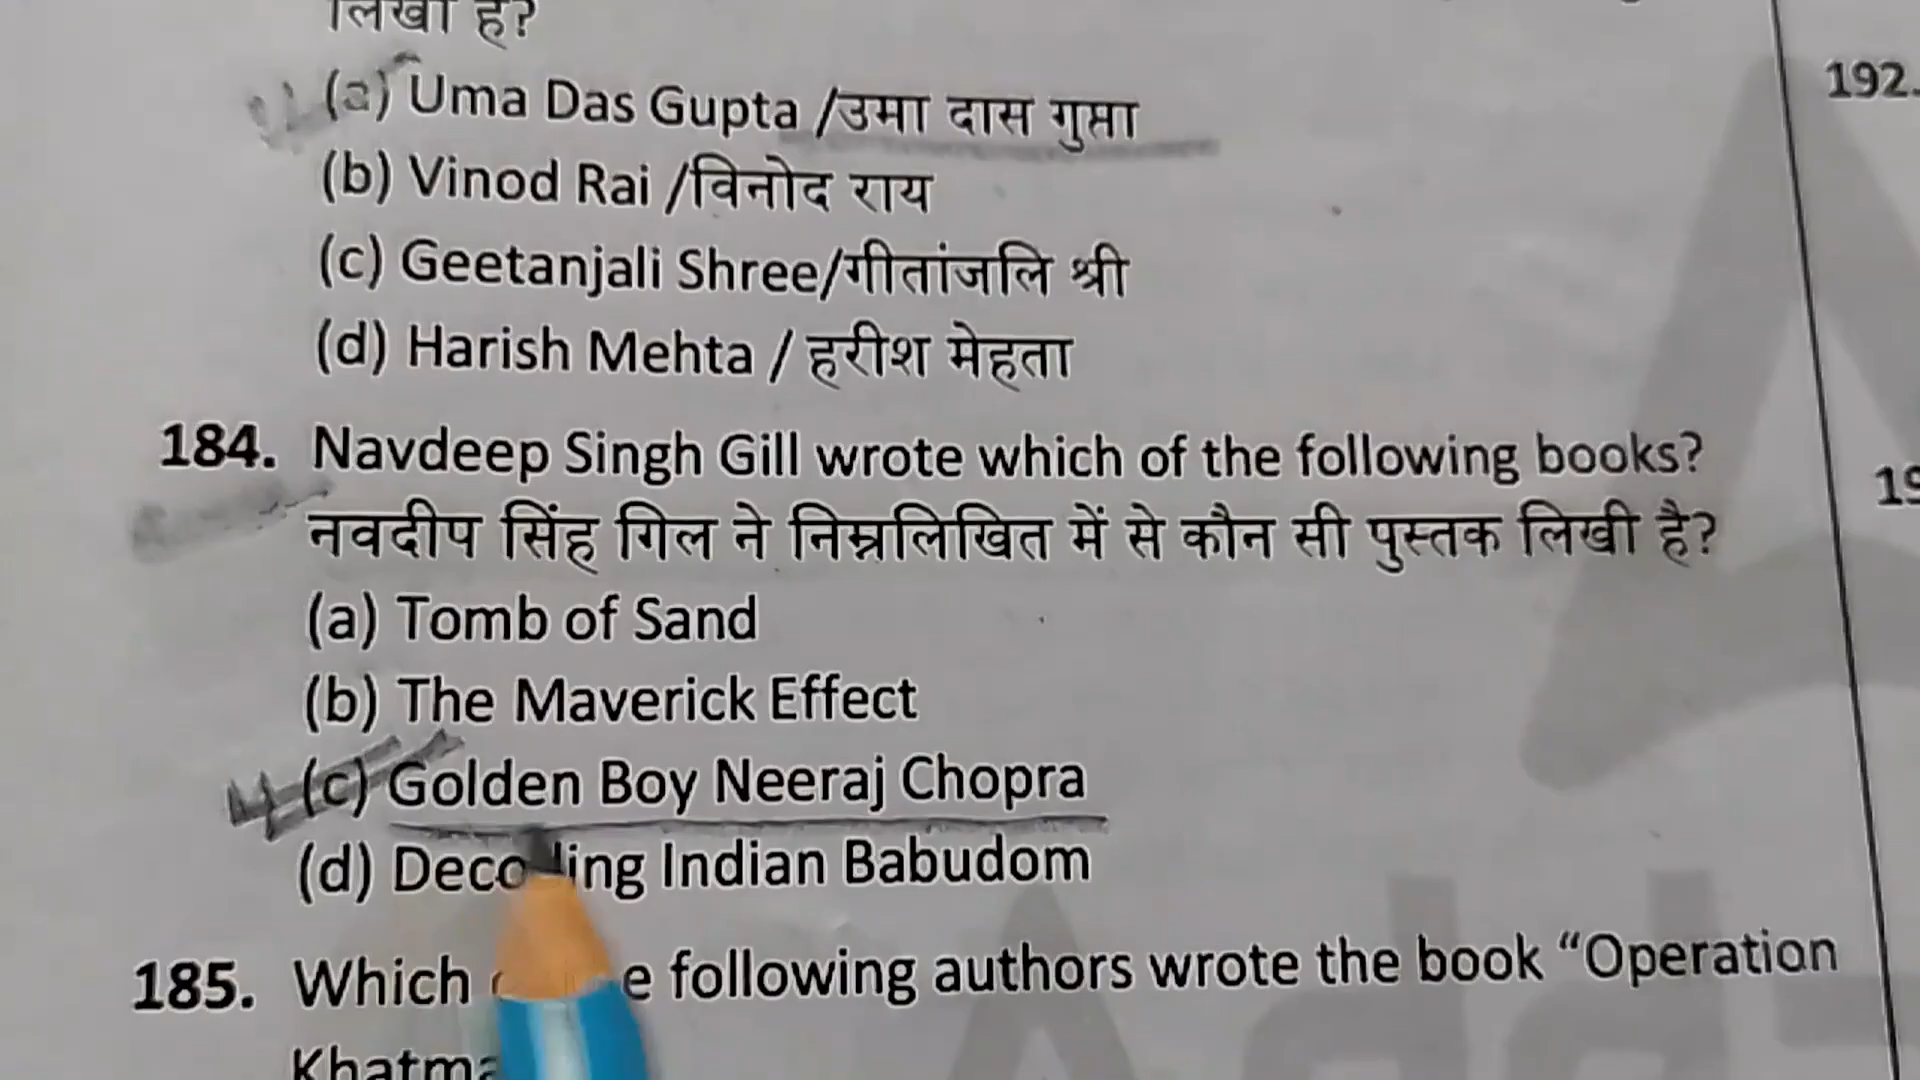 लिखी है?
(a) Uma Das Gupta /उमा दास गुप्ता
(b) Vinod Rai /विनोद राय
(c) Geetanjali Shree/गीतांजलि श्री
(d) Harish Mehta / हरीश मेहता
184. Navdeep Singh Gill wrote which of the following books?
नवदीप सिंह गिल ने निम्नलिखित में से कौन सी पुस्तक लिखी है?
(a) Tomb of Sand
(b) The Maverick Effect
(c) Golden Boy Neeraj Chopra
(d) Decoding Indian Babudom
185. Which following authors wrote the book “Operation
192.